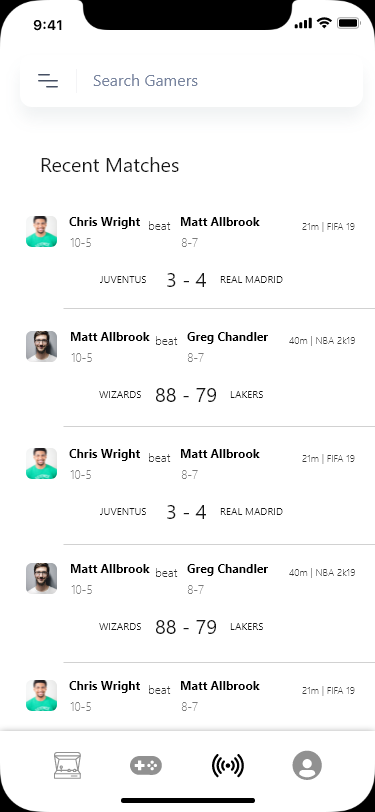 9:41
Search Gamers
Recent Matches
Chris Wright beat Matt Allbrook 21m | FIFA 19
10-5 8-7
JUVENTUS 3 - 4 REAL MADRID
Matt Allbrook beat Greg Chandler 40m | NBA 2k19
10-5 8-7
WIZARDS 88 - 79 LAKERS
Chris Wright beat Matt Allbrook 21m | FIFA 19
10-5 8-7
JUVENTUS 3 - 4 REAL MADRID
Matt Allbrook beat Greg Chandler 40m | NBA 2k19
10-5 8-7
WIZARDS 88 - 79 LAKERS
Chris Wright beat Matt Allbrook 21m | FIFA 19
10-5 8-7